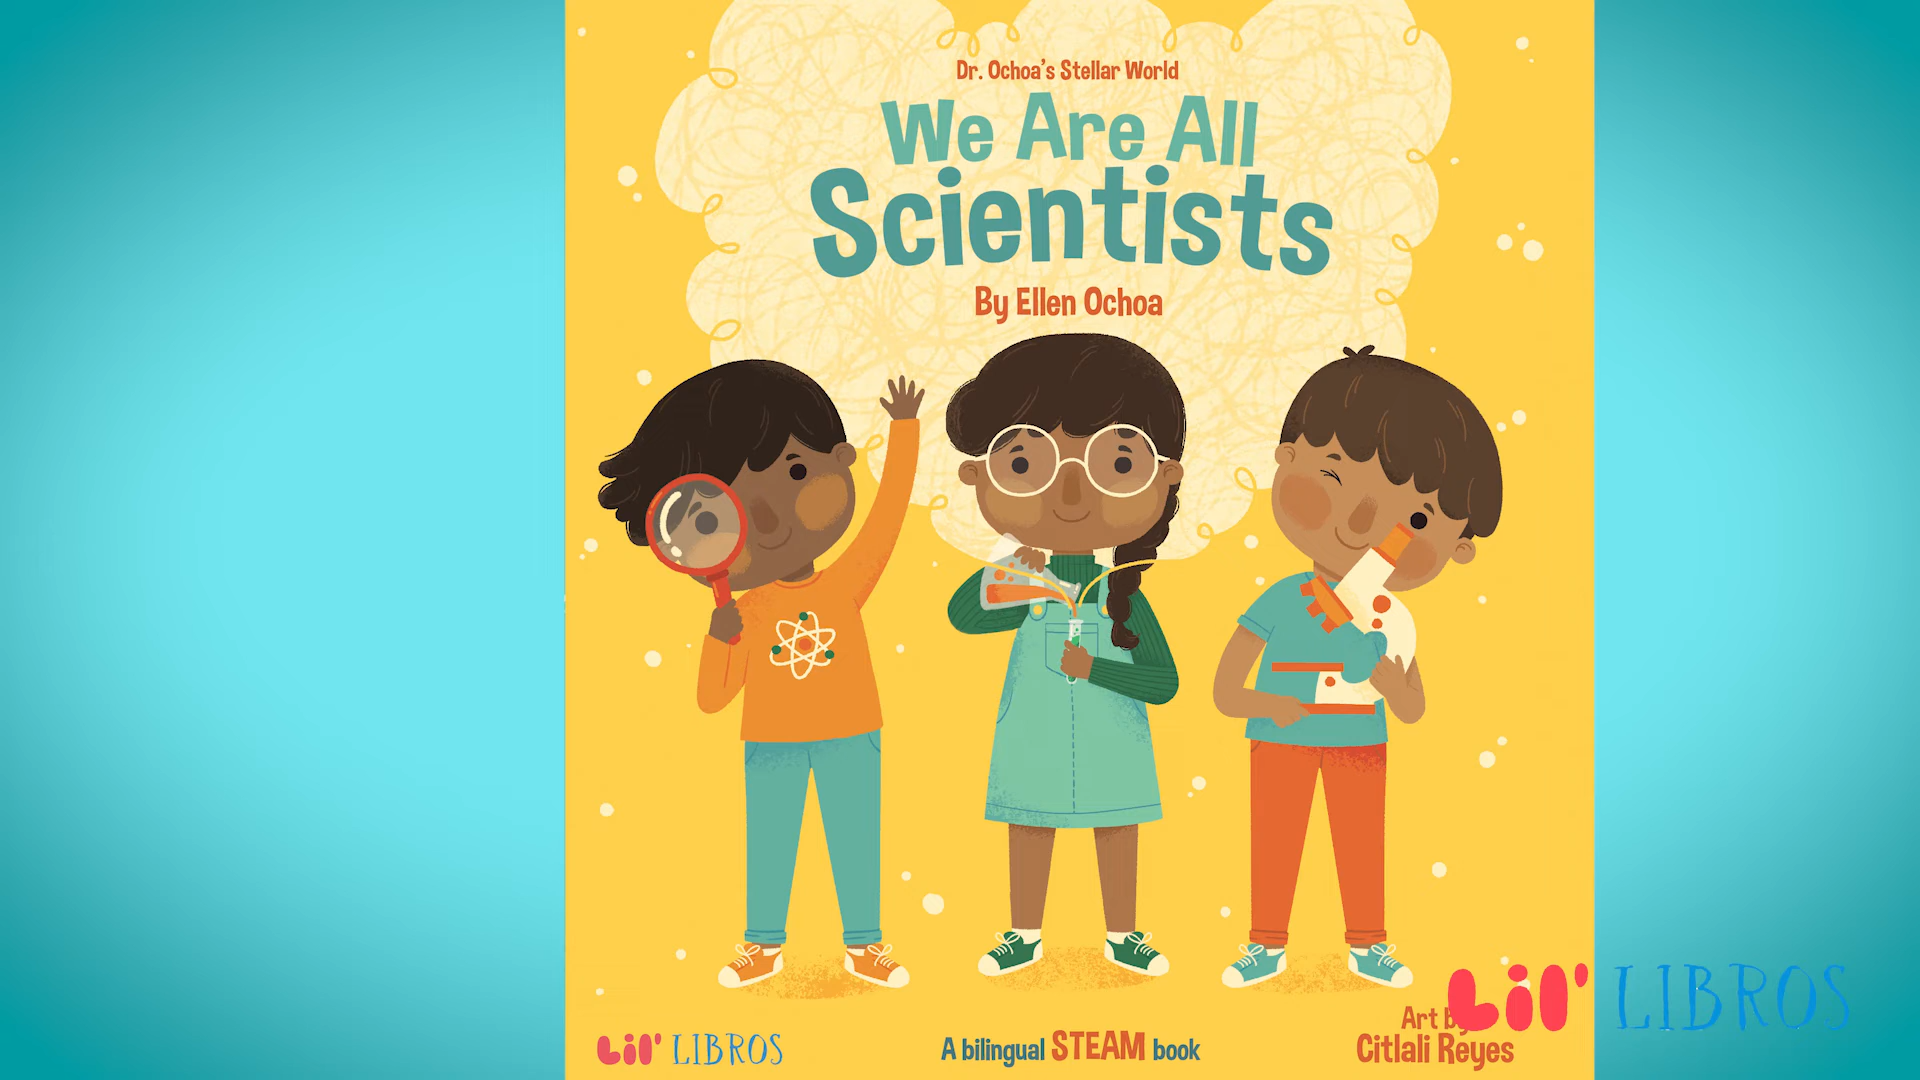 Dr. Ochoa's Stellar World
We Are All
Scientists
By Ellen Ochoa
Art by
Citlali Reyes
Lil' LIBROS
A bilingual STEAM book
Lil' LIBROS